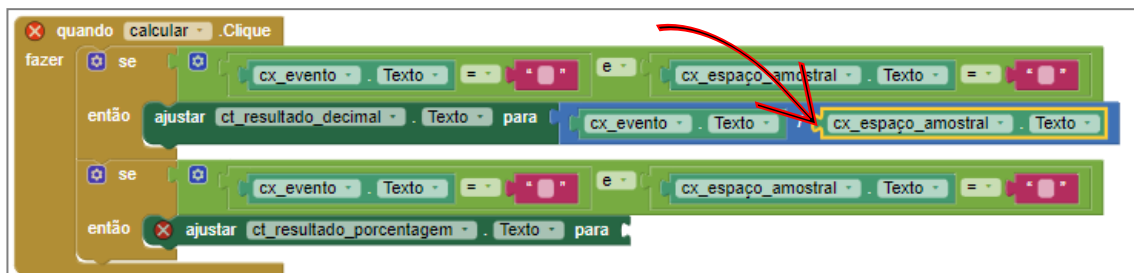 quando calcular .Clique
fazer se cx_evento . Texto = " " e cx_espaço_amostral . Texto = " "
então ajustar ct_resultado_decimal . Texto para cx_evento . Texto / cx_espaço_amostral . Texto
se cx_evento . Texto = " " e cx_espaço_amostral . Texto = " "
então ajustar ct_resultado_porcentagem . Texto para